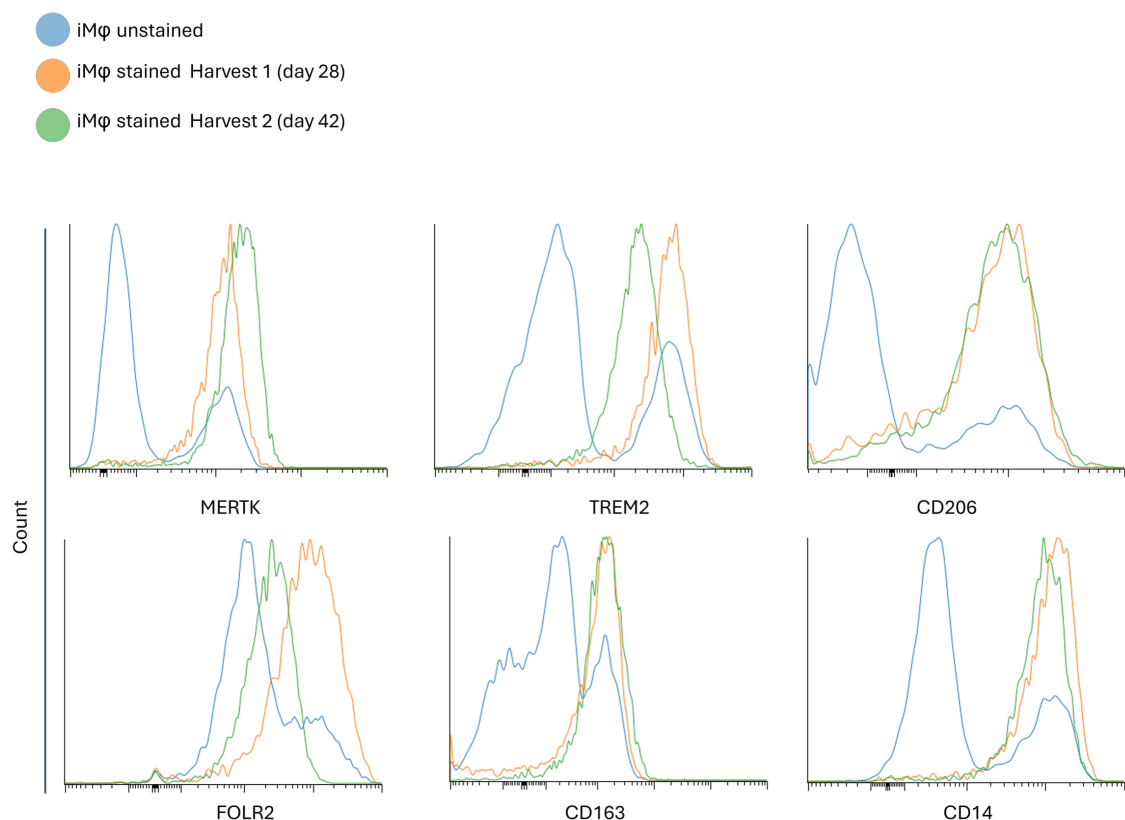 iMφ unstained
iMφ stained Harvest 1 (day 28)
iMφ stained Harvest 2 (day 42)
Count
MERTK
TREM2
CD206
FOLR2
CD163
CD14